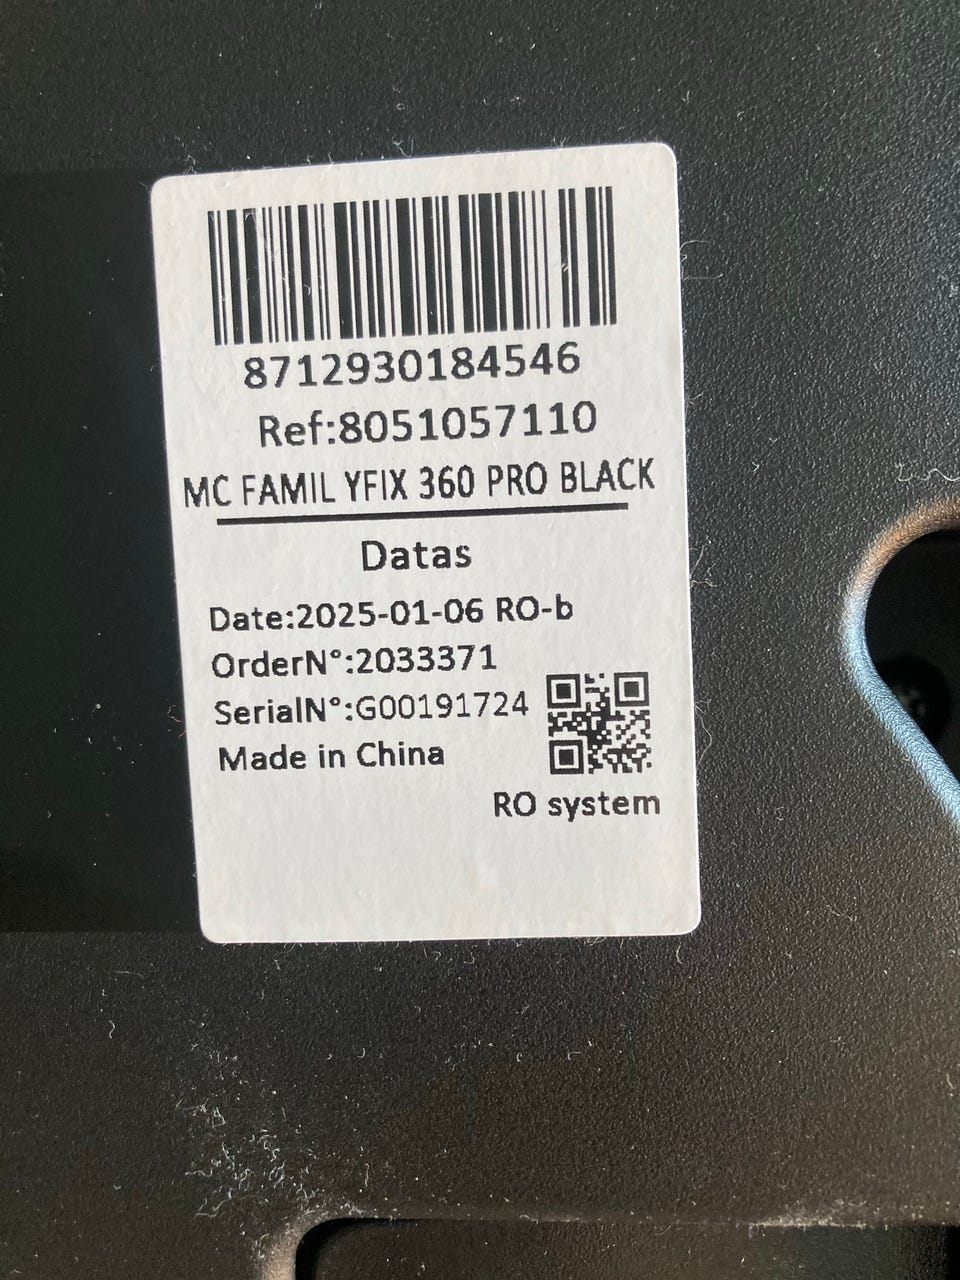 8712930184546
Ref:8051057110
MC FAMIL YFIX 360 PRO BLACK
Datas
Date:2025-01-06 RO-b
OrderN°:2033371
SerialN°:G00191724
Made in China
RO system